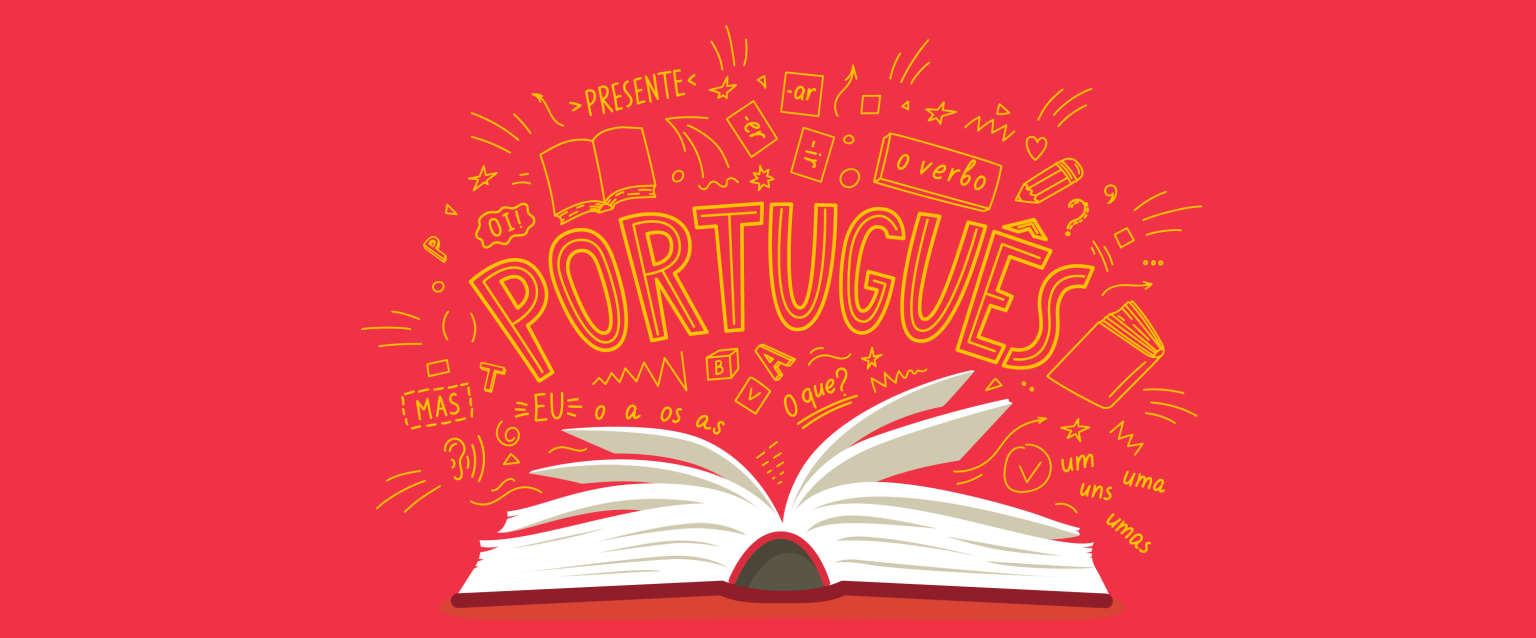 >PRESENTE<
-ar
-er
-ir
o verbo
OI!
P
PORTUGUÊS
T
B
A
V
O que?
MAS
EU
o a os as
um
uma
uns
umas